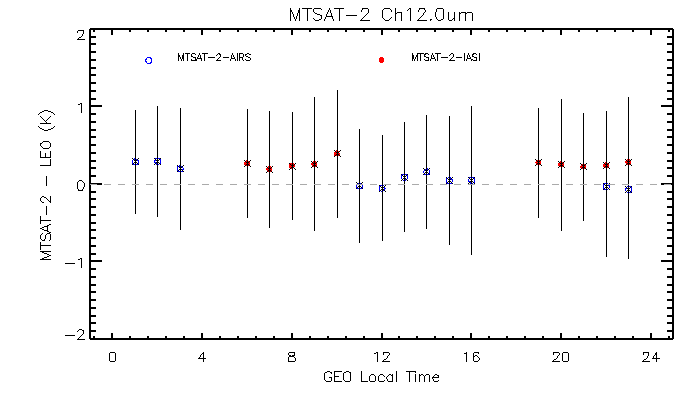 MTSAT-2 Ch12.0um
2
MTSAT-2-AIRS MTSAT-2-IASI
1
MTSAT-2 - LEO (K)
0
-1
-2
0 4 8 12 16 20 24
GEO Local Time